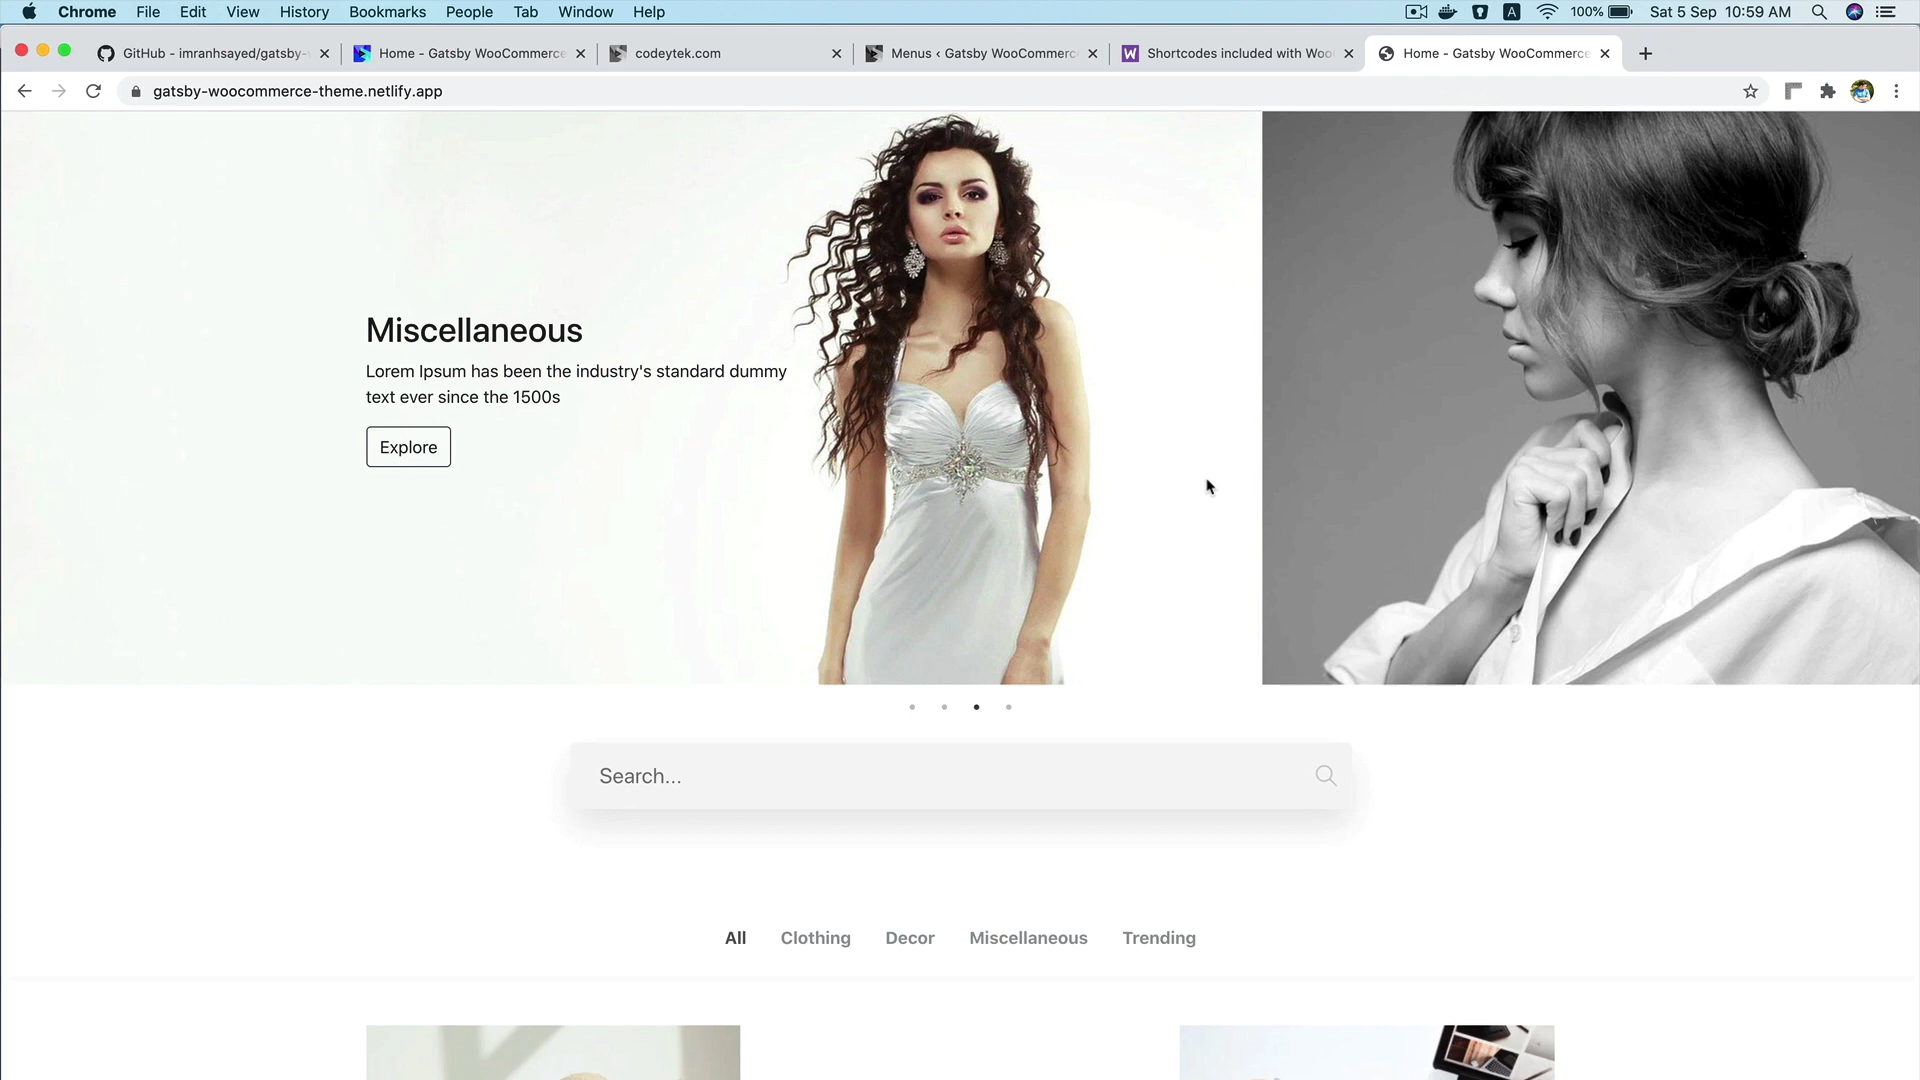 Chrome File Edit View History Bookmarks People Tab Window Help A 100% Sat 5 Sep 10:59 AM
GitHub - imranhsayed/gatsby- Home - Gatsby WooCommerce codeytek.com Menus ‹ Gatsby WooCommerc Shortcodes included with Woo Home - Gatsby WooCommerce
gatsby-woocommerce-theme.netlify.app
Miscellaneous
Lorem Ipsum has been the industry's standard dummy
text ever since the 1500s
Explore
Search...
All Clothing Decor Miscellaneous Trending